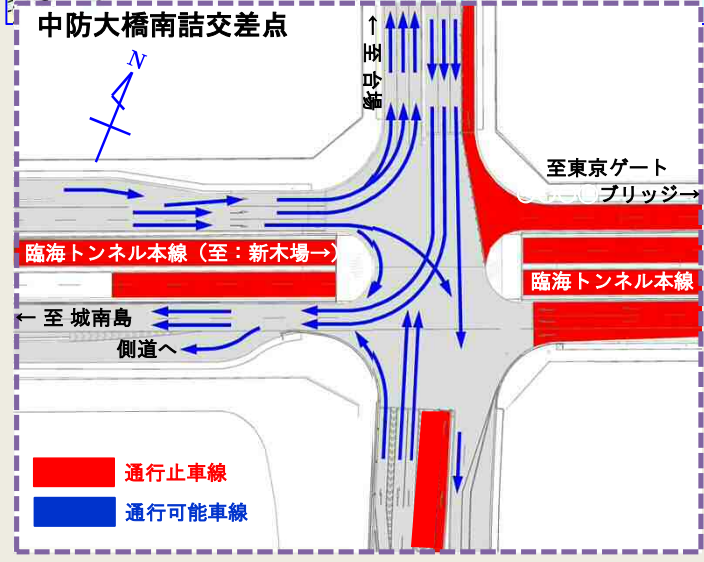 中防大橋南詰交差点
N
← 至 台場
至東京ゲート
ブリッジ→
臨海トンネル本線（至：新木場→）
臨海トンネル本線
← 至 城南島
側道へ
通行止車線
通行可能車線